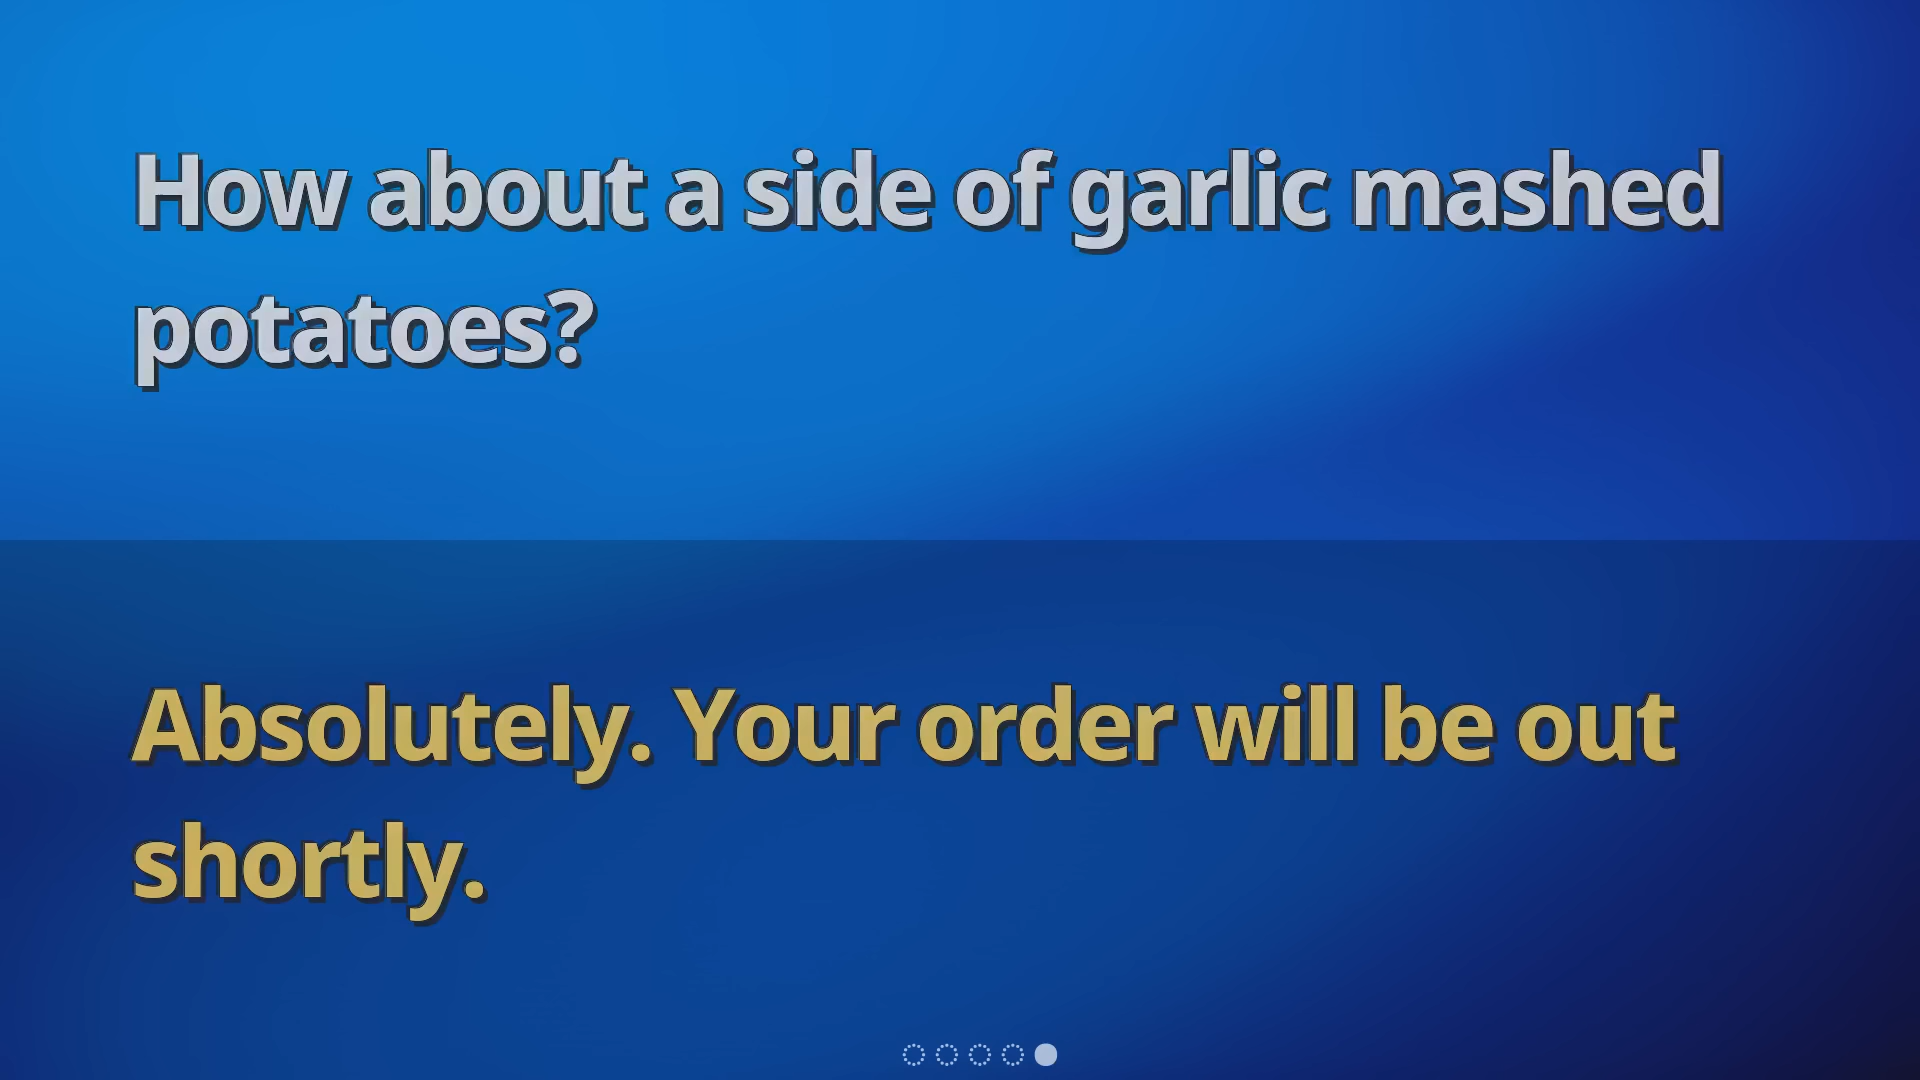 How about a side of garlic mashed
potatoes?
Absolutely. Your order will be out
shortly.